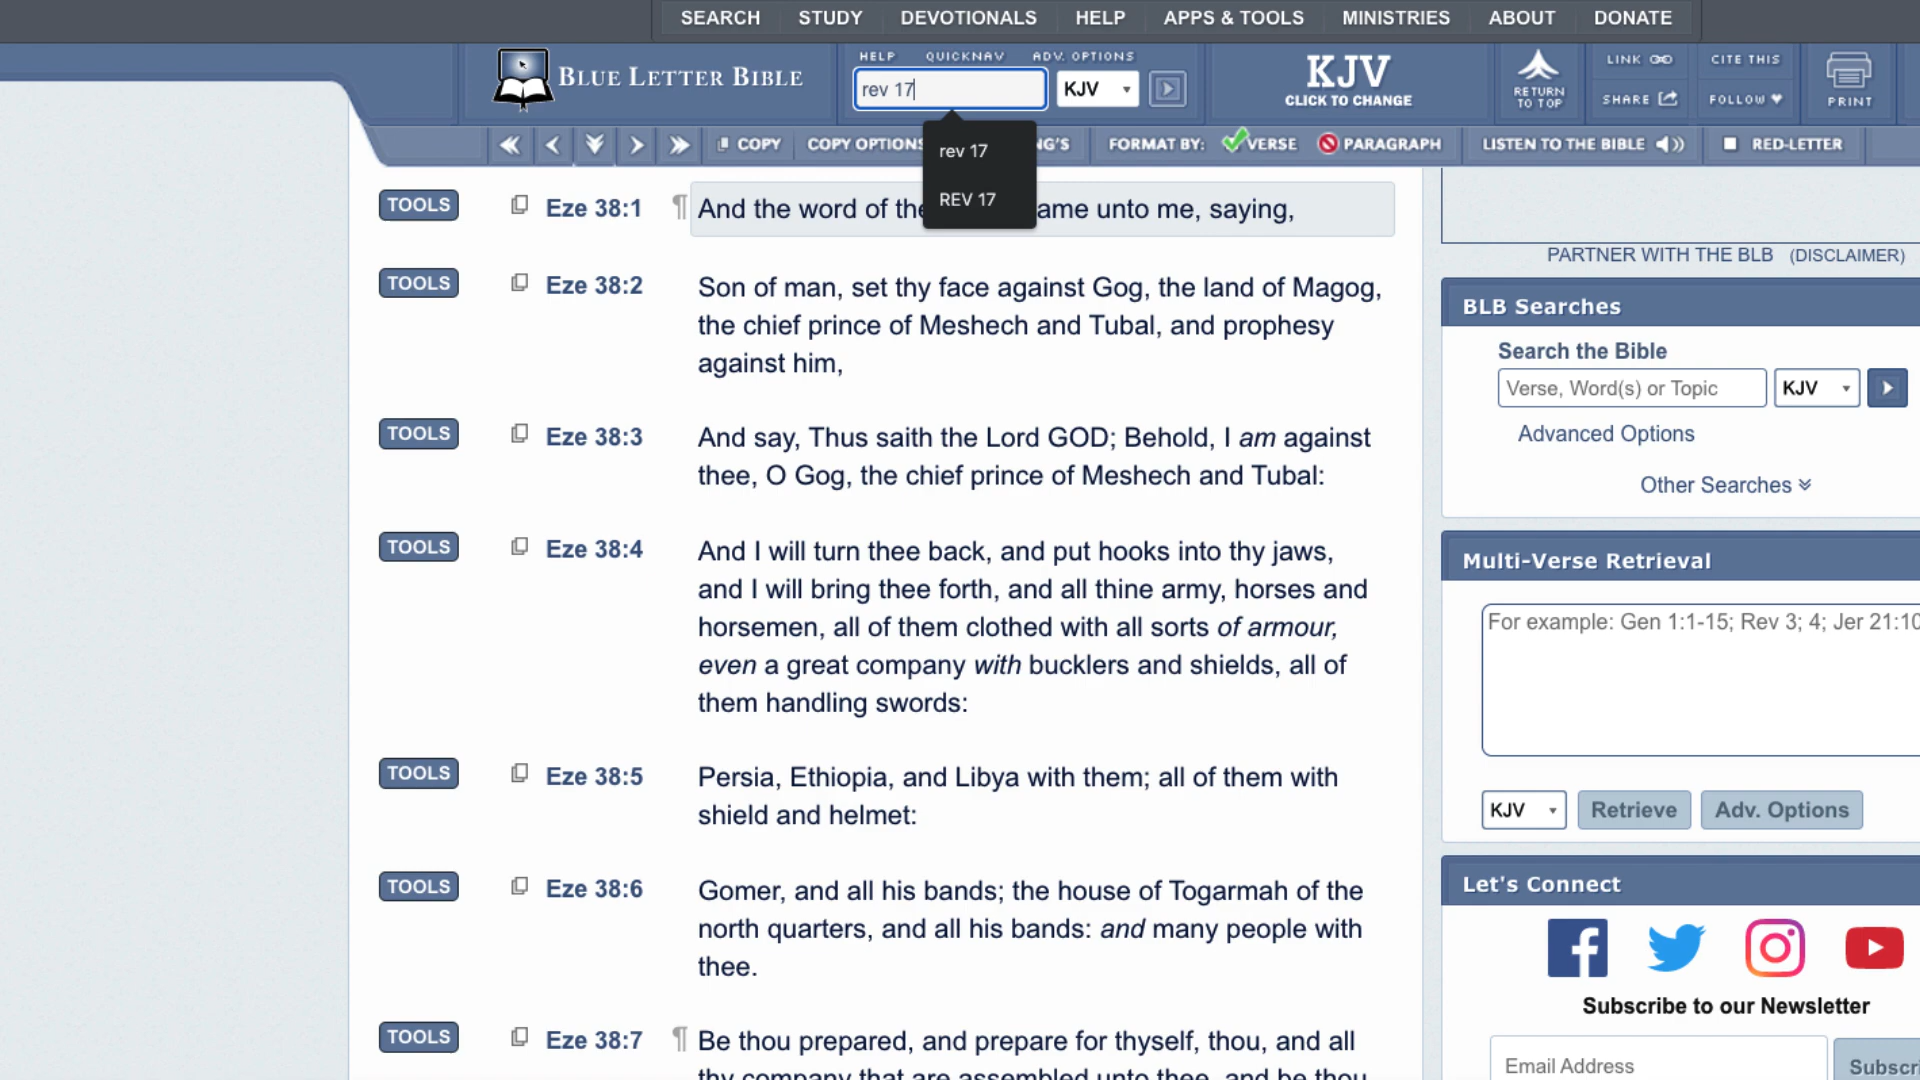 SEARCH STUDY DEVOTIONALS HELP APPS & TOOLS MINISTRIES ABOUT DONATE
BLUE LETTER BIBLE
HELP QUICKNAV ADV. OPTIONS
rev 17 KJV
KJV
CLICK TO CHANGE
RETURN
TO TOP
LINK
SHARE
CITE THIS
FOLLOW
PRINT
COPY COPY OPTIONS NG'S FORMAT BY: VERSE PARAGRAPH LISTEN TO THE BIBLE RED-LETTER
rev 17
REV 17
TOOLS Eze 38:1 ¶ And the word of the ame unto me, saying,
TOOLS Eze 38:2 Son of man, set thy face against Gog, the land of Magog,
the chief prince of Meshech and Tubal, and prophesy
against him,
TOOLS Eze 38:3 And say, Thus saith the Lord GOD; Behold, I am against
thee, O Gog, the chief prince of Meshech and Tubal:
TOOLS Eze 38:4 And I will turn thee back, and put hooks into thy jaws,
and I will bring thee forth, and all thine army, horses and
horsemen, all of them clothed with all sorts of armour,
even a great company with bucklers and shields, all of
them handling swords:
TOOLS Eze 38:5 Persia, Ethiopia, and Libya with them; all of them with
shield and helmet:
TOOLS Eze 38:6 Gomer, and all his bands; the house of Togarmah of the
north quarters, and all his bands: and many people with
thee.
TOOLS Eze 38:7 ¶ Be thou prepared, and prepare for thyself, thou, and all
thy company that are assembled unto thee, and be thou
PARTNER WITH THE BLB (DISCLAIMER)
BLB Searches
Search the Bible
Verse, Word(s) or Topic KJV
Advanced Options
Other Searches
Multi-Verse Retrieval
For example: Gen 1:1-15; Rev 3; 4; Jer 21:10
KJV Retrieve Adv. Options
Let's Connect
Subscribe to our Newsletter
Email Address Subscri